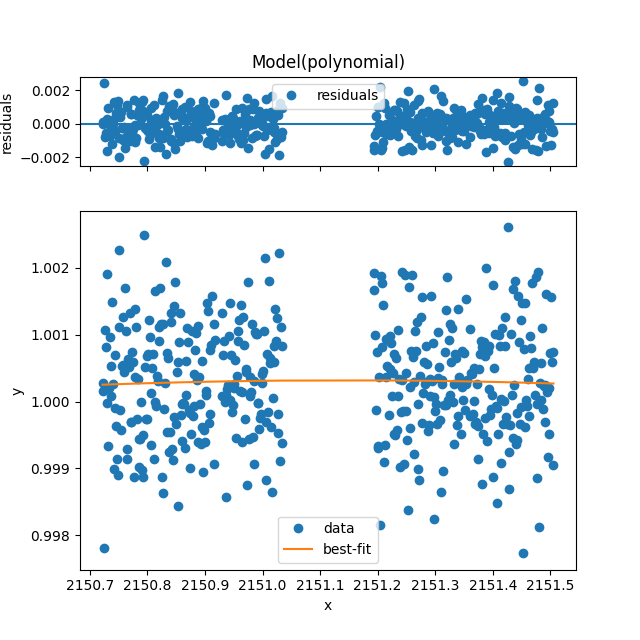 Model(polynomial)
residuals
0.002
0.000
−0.002
residuals
y
1.002
1.001
1.000
0.999
0.998
data
best-fit
2150.7 2150.8 2150.9 2151.0 2151.1 2151.2 2151.3 2151.4 2151.5
x